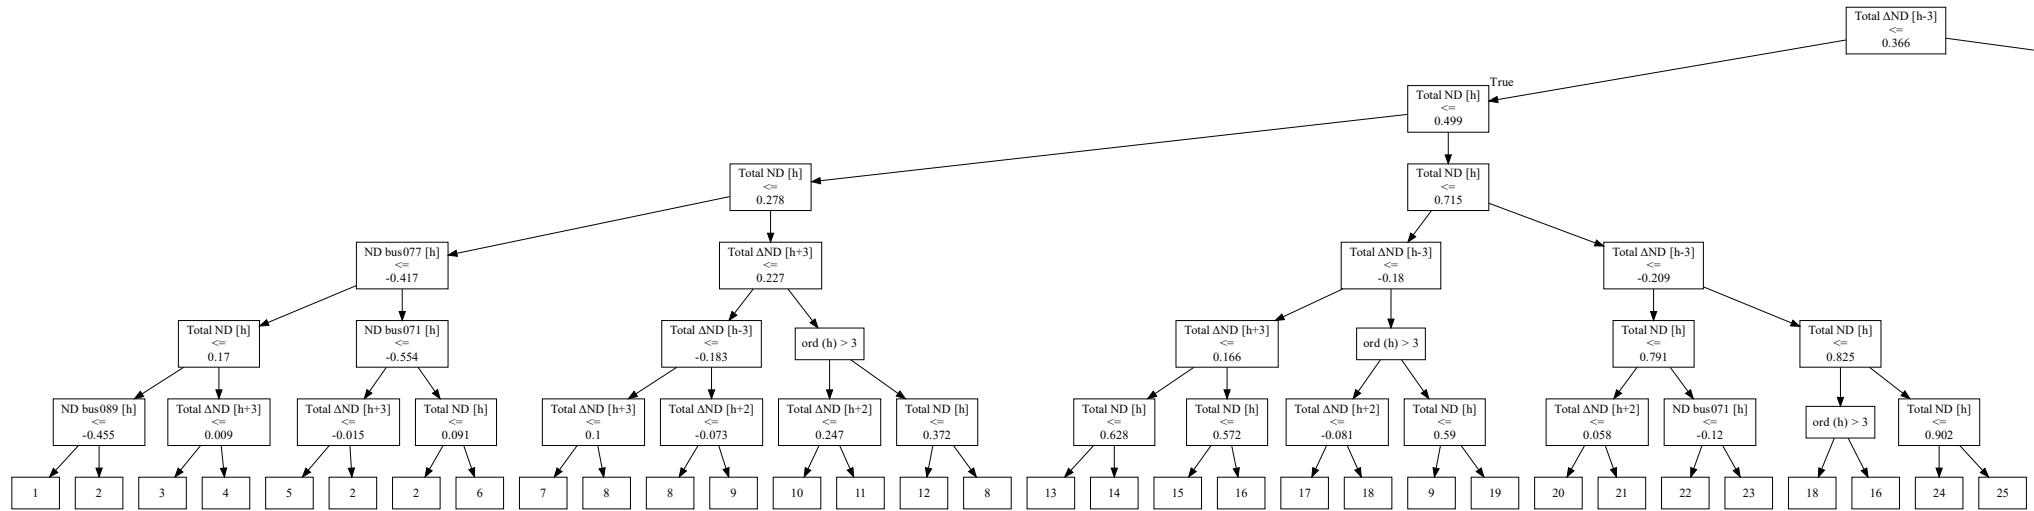 Total ΔND [h-3]
<=
0.366
True
Total ND [h]
<=
0.499
Total ND [h]
<=
0.278
Total ND [h]
<=
0.715
ND bus077 [h]
<=
-0.417
Total ΔND [h+3]
<=
0.227
Total ΔND [h-3]
<=
-0.18
Total ΔND [h-3]
<=
-0.209
Total ND [h]
<=
0.17
ND bus071 [h]
<=
-0.554
Total ΔND [h-3]
<=
-0.183
ord (h) > 3
Total ΔND [h+3]
<=
0.166
ord (h) > 3
Total ND [h]
<=
0.791
Total ND [h]
<=
0.825
ND bus089 [h]
<=
-0.455
Total ΔND [h+3]
<=
0.009
Total ΔND [h+3]
<=
-0.015
Total ND [h]
<=
0.091
Total ΔND [h+3]
<=
0.1
Total ΔND [h+2]
<=
-0.073
Total ΔND [h+2]
<=
0.247
Total ND [h]
<=
0.372
Total ND [h]
<=
0.628
Total ND [h]
<=
0.572
Total ΔND [h+2]
<=
-0.081
Total ND [h]
<=
0.59
Total ΔND [h+2]
<=
0.058
ND bus071 [h]
<=
-0.12
ord (h) > 3
Total ND [h]
<=
0.902
1
2
3
4
5
2
2
6
7
8
8
9
10
11
12
8
13
14
15
16
17
18
9
19
20
21
22
23
18
16
24
25